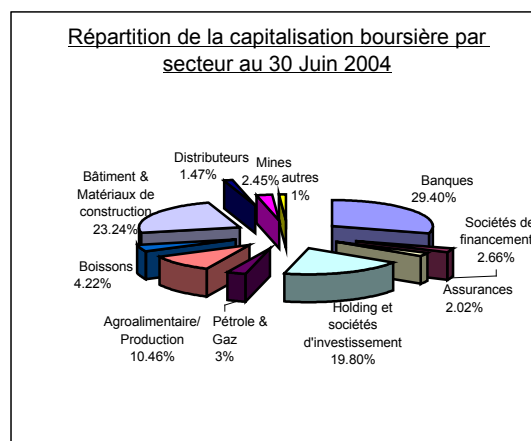 Répartition de la capitalisation boursière par
secteur au 30 Juin 2004
Distributeurs
1.47%
Mines
2.45%
autres
1%
Bâtiment &
Matériaux de
construction
23.24%
Banques
29.40%
Sociétés de
financement
2.66%
Boissons
4.22%
Assurances
2.02%
Agroalimentaire/
Production
10.46%
Pétrole &
Gaz
3%
Holding et
sociétés
d'investissement
19.80%